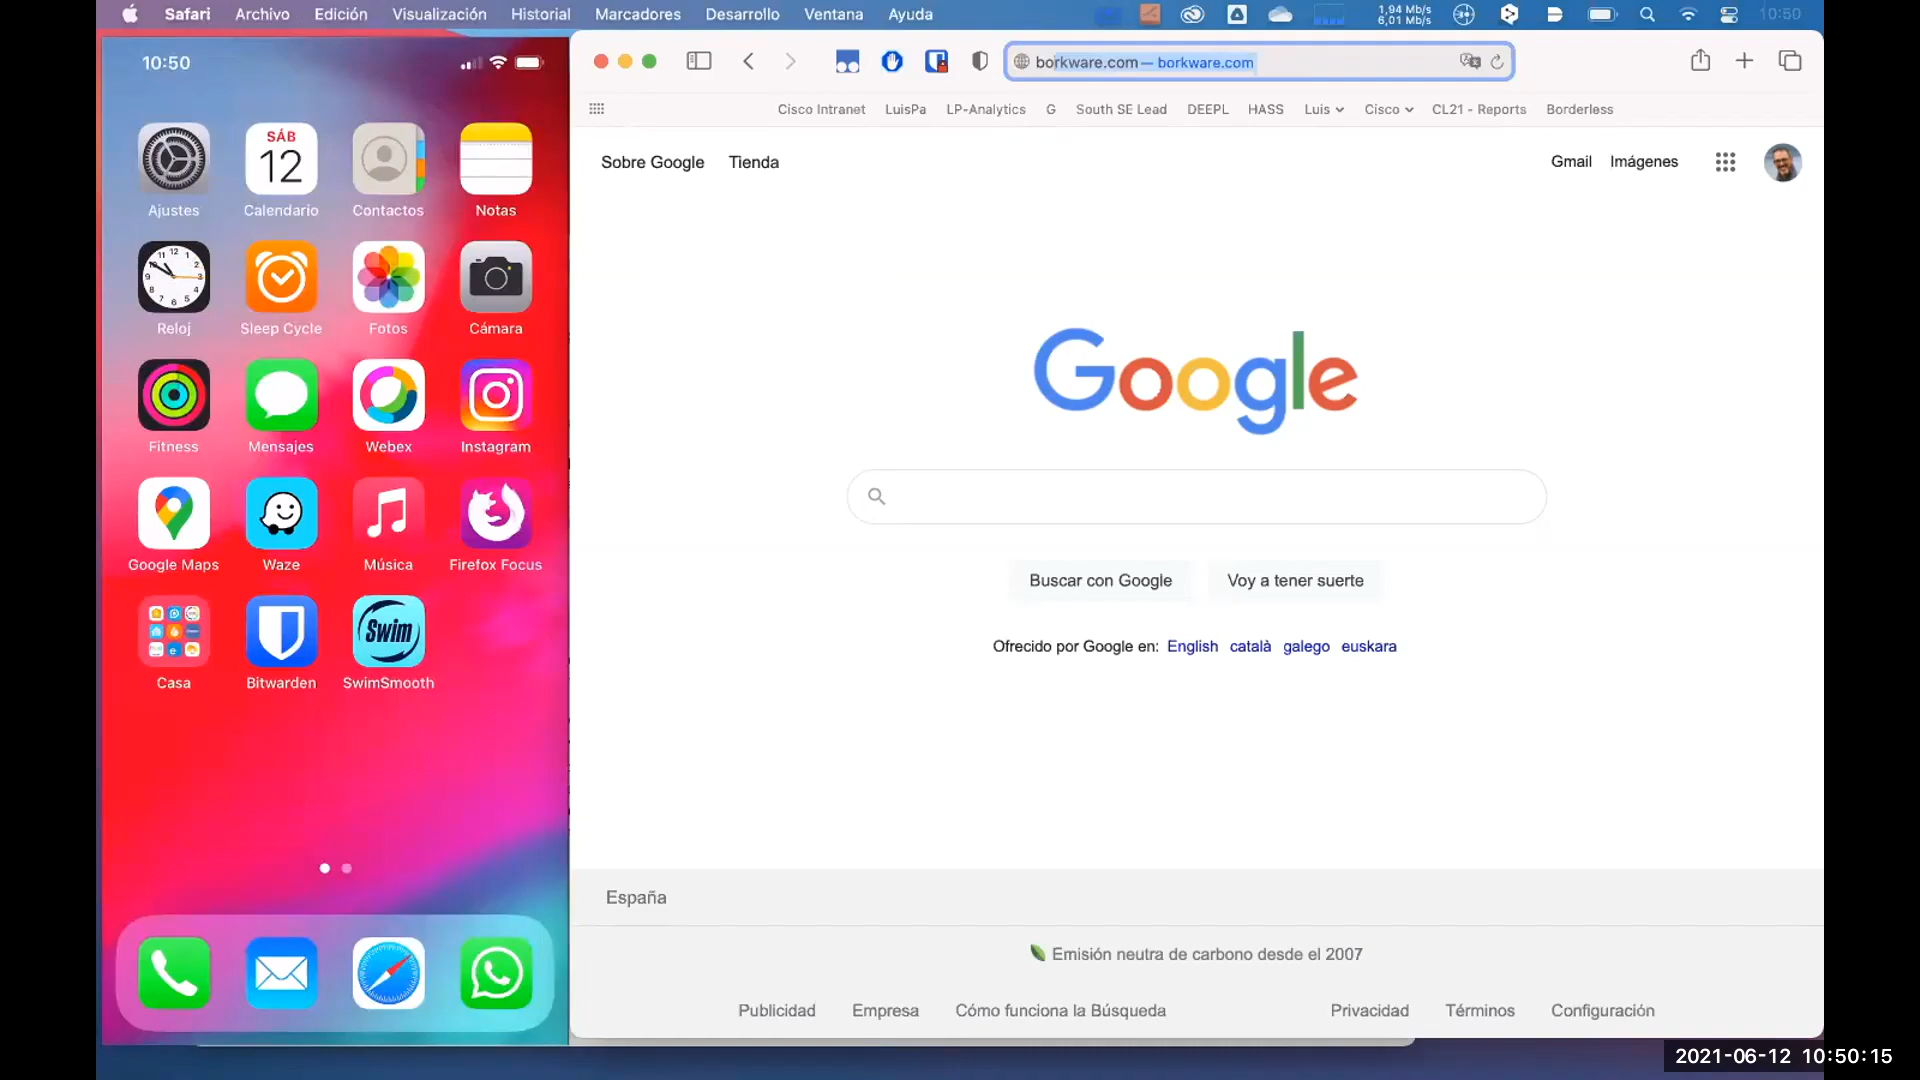 Safari Archivo Edición Visualización Historial Marcadores Desarrollo Ventana Ayuda
1,94 Mb/s
6,01 Mb/s
10:50
10:50
SÁB
12
Ajustes Calendario Contactos Notas
Reloj Sleep Cycle Fotos Cámara
Fitness Mensajes Webex Instagram
Google Maps Waze Música Firefox Focus
Swim
Casa Bitwarden SwimSmooth
borkware.com — borkware.com
Cisco Intranet LuisPa LP-Analytics G South SE Lead DEEPL HASS Luis Cisco CL21 - Reports Borderless
Sobre Google Tienda Gmail Imágenes
Google
Buscar con Google Voy a tener suerte
Ofrecido por Google en: English català galego euskara
España
Emisión neutra de carbono desde el 2007
Publicidad Empresa Cómo funciona la Búsqueda Privacidad Términos Configuración
2021-06-12 10:50:15